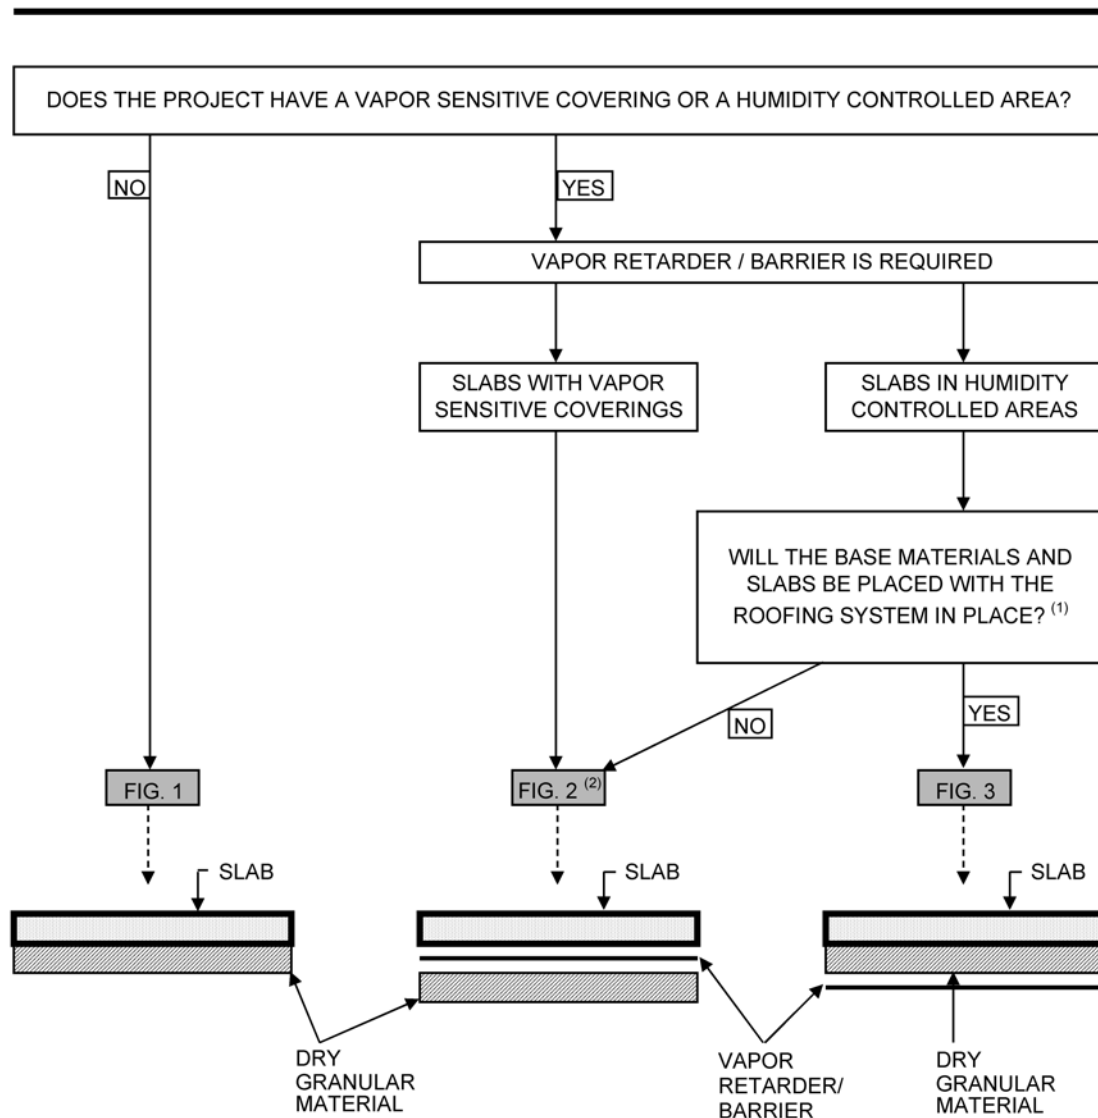 DOES THE PROJECT HAVE A VAPOR SENSITIVE COVERING OR A HUMIDITY CONTROLLED AREA?
NO
YES
VAPOR RETARDER / BARRIER IS REQUIRED
SLABS WITH VAPOR
SENSITIVE COVERINGS
SLABS IN HUMIDITY
CONTROLLED AREAS
WILL THE BASE MATERIALS AND
SLABS BE PLACED WITH THE
ROOFING SYSTEM IN PLACE? (1)
NO
YES
FIG. 1
FIG. 2 (2)
FIG. 3
SLAB
SLAB
SLAB
DRY
GRANULAR
MATERIAL
VAPOR
RETARDER/
BARRIER
DRY
GRANULAR
MATERIAL